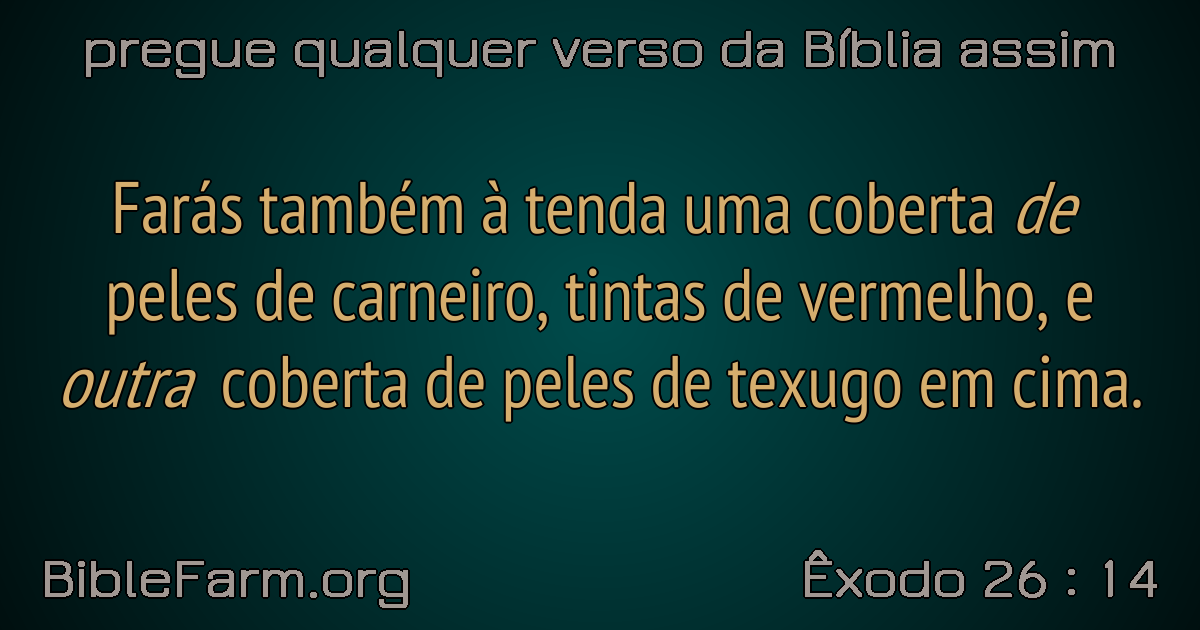 pregue qualquer verso da Bíblia assim
Farás também à tenda uma coberta de
peles de carneiro, tintas de vermelho, e
outra coberta de peles de texugo em cima.
BibleFarm.org
Êxodo 26 : 14